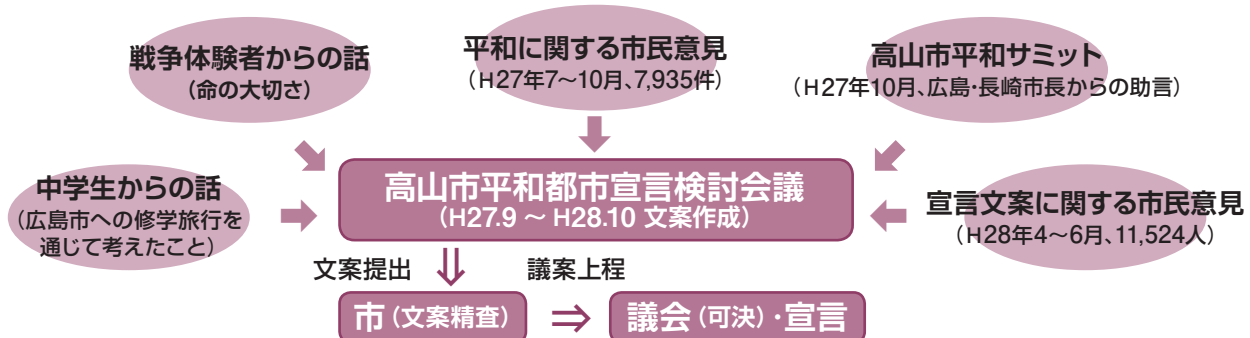 戦争体験者からの話
(命の大切さ)
平和に関する市民意見
(H27年7〜10月、7,935件)
高山市平和サミット
(H27年10月、広島・長崎市長からの助言)
中学生からの話
(広島市への修学旅行を
通じて考えたこと)
高山市平和都市宣言検討会議
(H27.9 〜 H28.10 文案作成)
宣言文案に関する市民意見
(H28年4〜6月、11,524人)
文案提出 ⇓ 議案上程
市(文案精査) ⇒ 議会(可決)・宣言